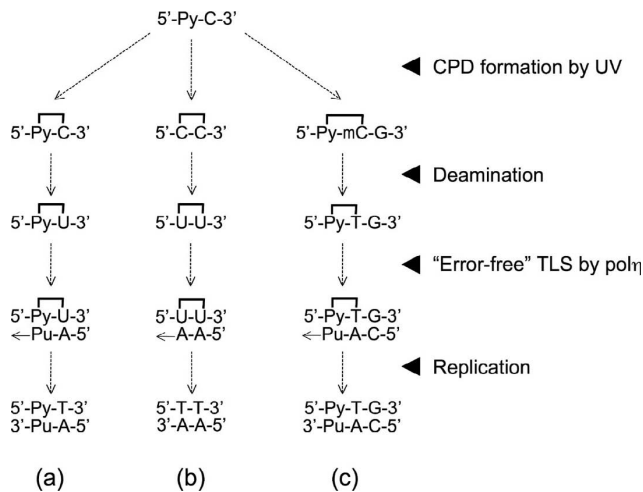 5'-Py-C-3'
CPD formation by UV
5'-Py-C-3' 5'-C-C-3' 5'-Py-mC-G-3'
Deamination
5'-Py-U-3' 5'-U-U-3' 5'-Py-T-G-3'
“Error-free” TLS by polη
5'-Py-U-3' 5'-U-U-3' 5'-Py-T-G-3'
←Pu-A-5' ←A-A-5' ←Pu-A-C-5'
Replication
5'-Py-T-3' 5'-T-T-3' 5'-Py-T-G-3'
3'-Pu-A-5' 3'-A-A-5' 3'-Pu-A-C-5'
(a) (b) (c)